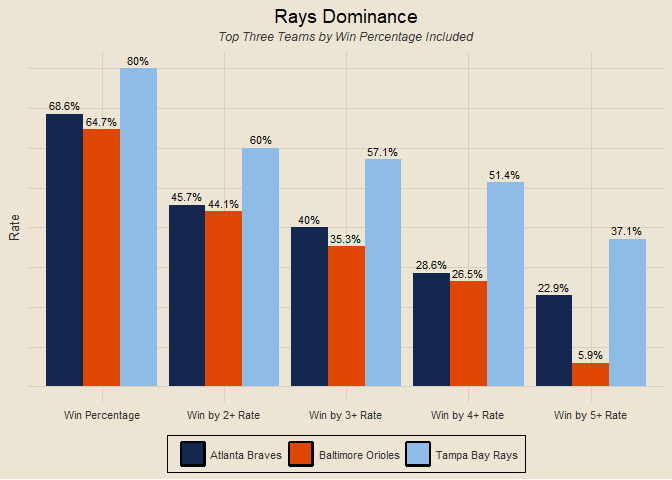 Rays Dominance
Top Three Teams by Win Percentage Included
Rate
68.6% 64.7% 80%
45.7% 44.1% 60%
40% 35.3% 57.1%
28.6% 26.5% 51.4%
22.9% 5.9% 37.1%
Win Percentage Win by 2+ Rate Win by 3+ Rate Win by 4+ Rate Win by 5+ Rate
Atlanta Braves Baltimore Orioles Tampa Bay Rays